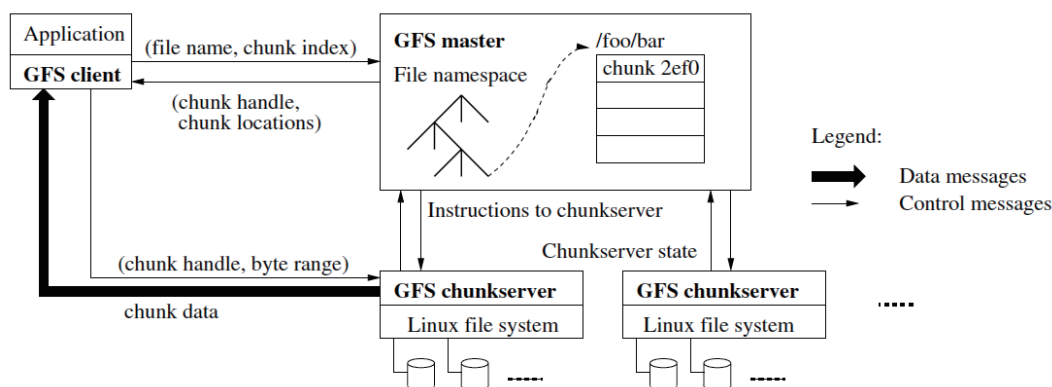 Application
GFS client
(file name, chunk index)
(chunk handle,
chunk locations)
GFS master
File namespace
/foo/bar
chunk 2ef0
Legend:
Data messages
Control messages
Instructions to chunkserver
Chunkserver state
(chunk handle, byte range)
chunk data
GFS chunkserver
Linux file system
GFS chunkserver
Linux file system